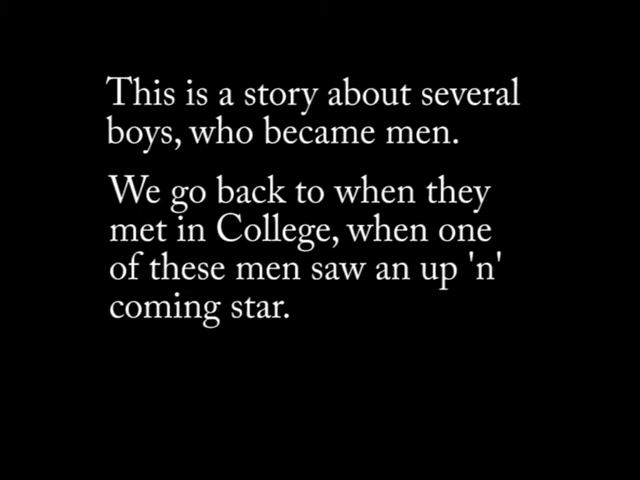 This is a story about several
boys, who became men.
We go back to when they
met in College, when one
of these men saw an up 'n'
coming star.